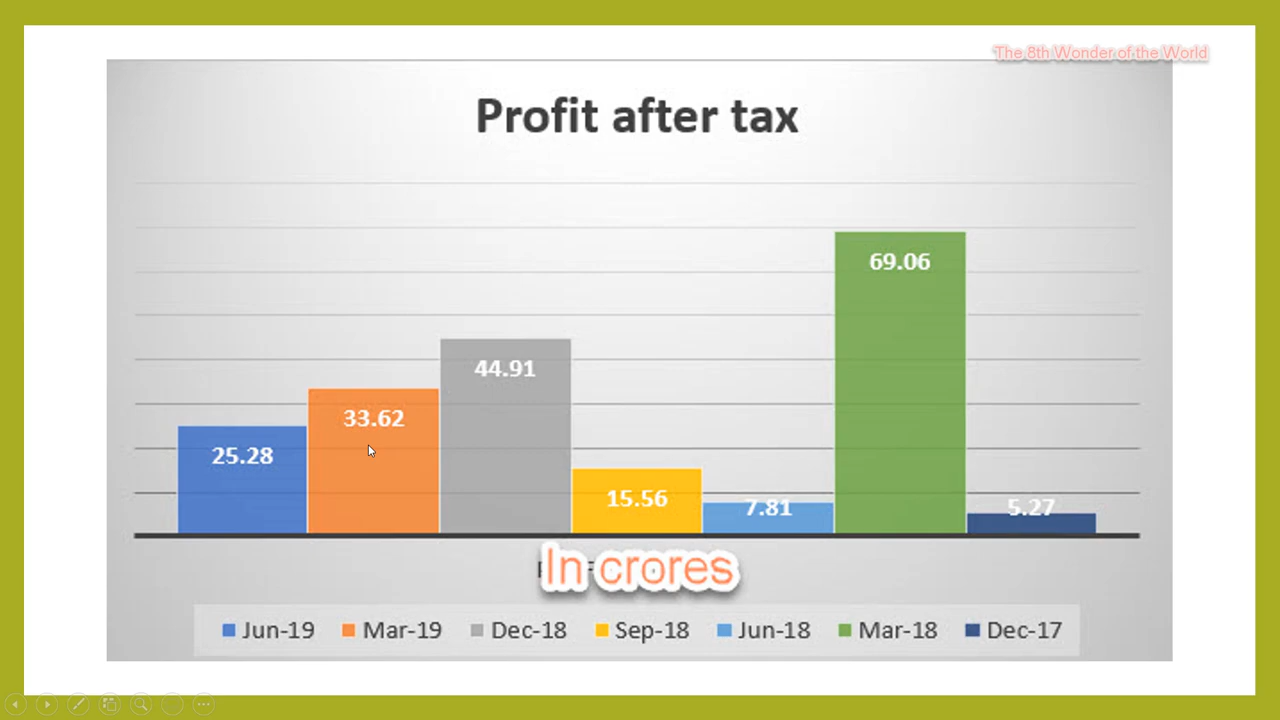 The 8th Wonder of the World
Profit after tax
69.06
44.91
33.62
25.28
15.56
7.81
5.27
In crores
Jun-19 Mar-19 Dec-18 Sep-18 Jun-18 Mar-18 Dec-17